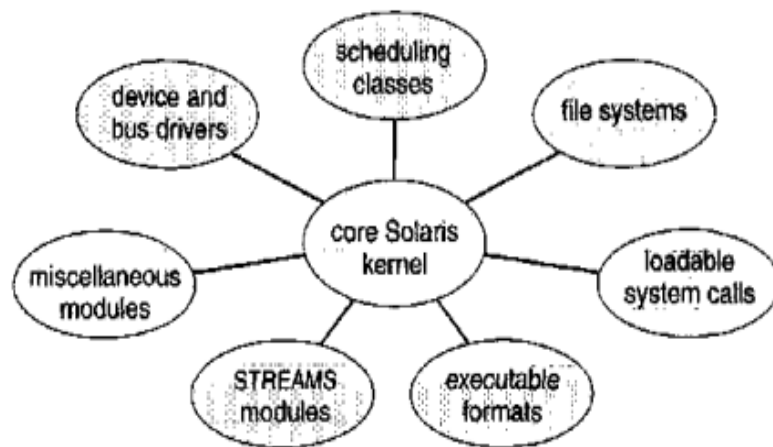 scheduling
classes
device and
bus drivers
file systems
core Solaris
kernel
miscellaneous
modules
loadable
system calls
STREAMS
modules
executable
formats